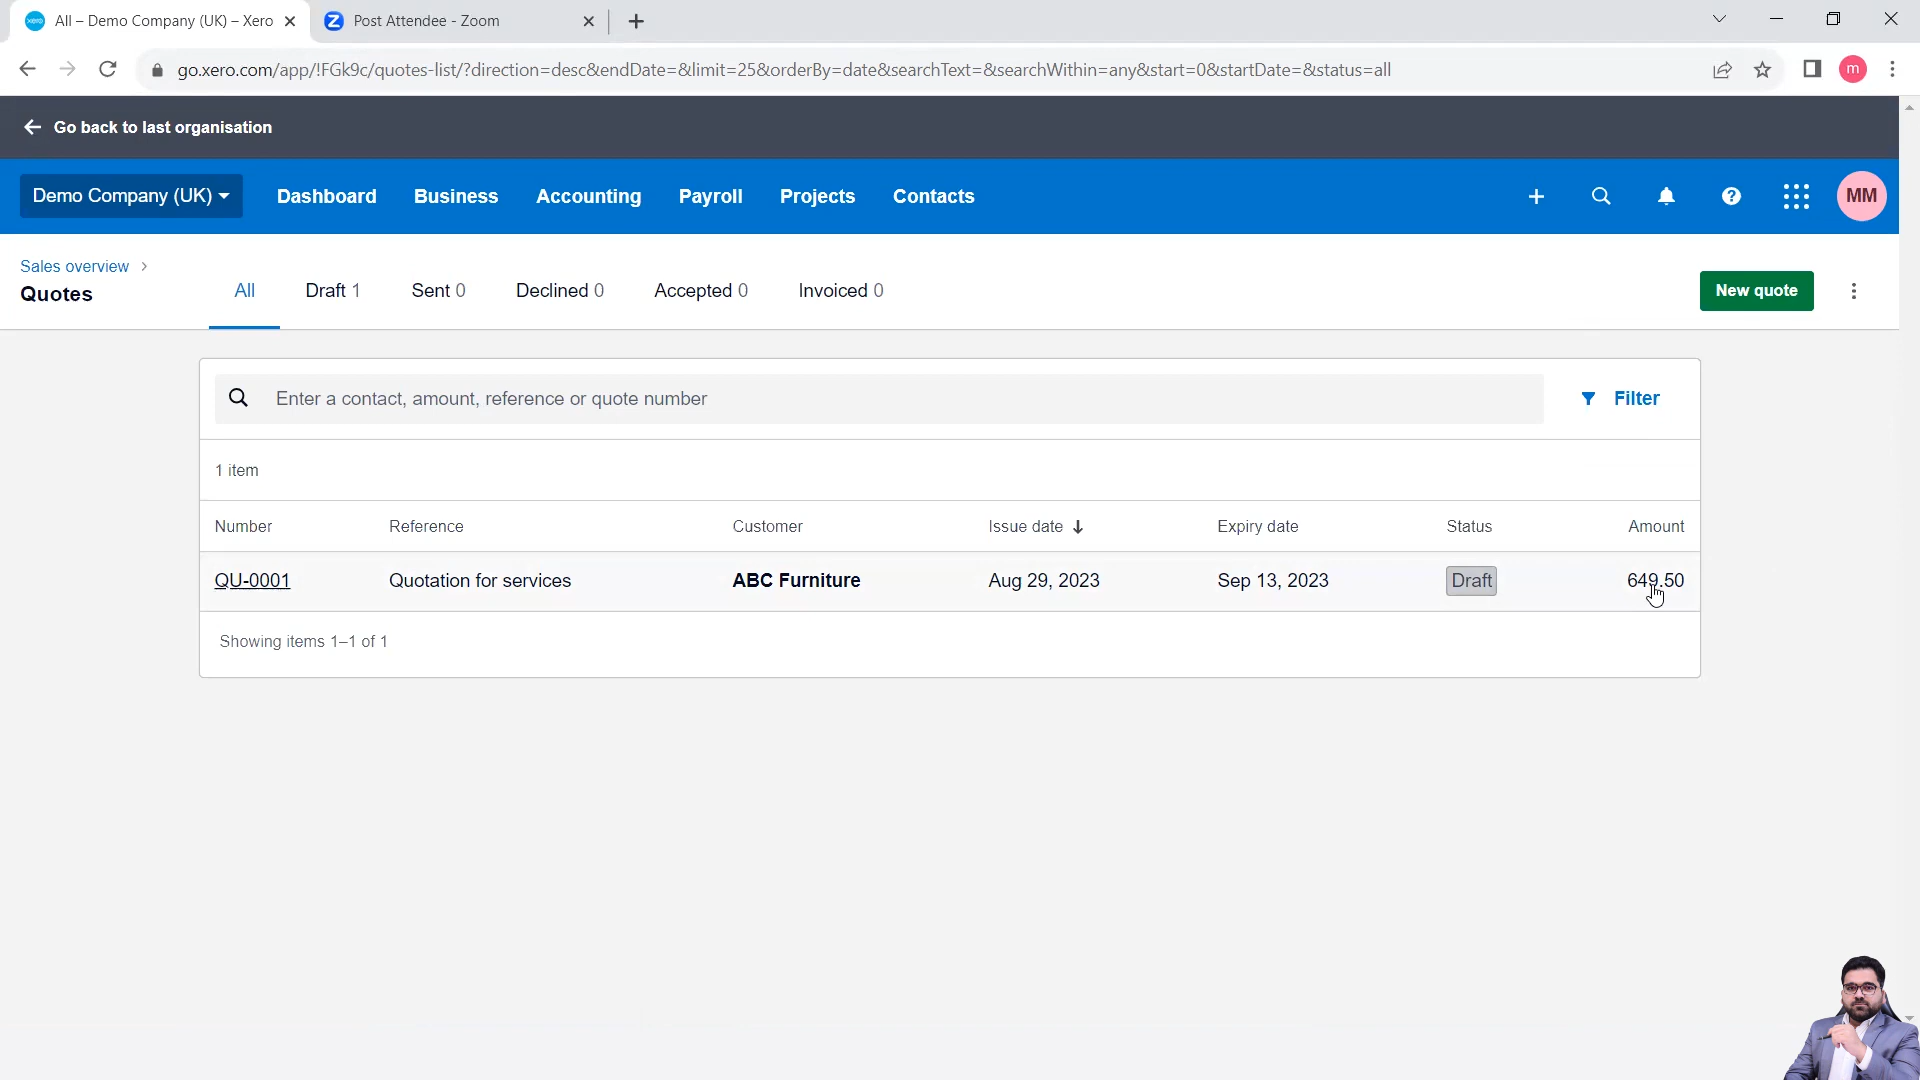 All – Demo Company (UK) – Xero
Post Attendee - Zoom
go.xero.com/app/!FGk9c/quotes-list/?direction=desc&endDate=&limit=25&orderBy=date&searchText=&searchWithin=any&start=0&startDate=&status=all
m
Go back to last organisation
Demo Company (UK)
Dashboard
Business
Accounting
Payroll
Projects
Contacts
MM
Sales overview
Quotes
All
Draft 1
Sent 0
Declined 0
Accepted 0
Invoiced 0
New quote
Enter a contact, amount, reference or quote number
Filter
1 item
Number Reference Customer Issue date Expiry date Status Amount
QU-0001 Quotation for services ABC Furniture Aug 29, 2023 Sep 13, 2023 Draft 649.50
Showing items 1–1 of 1